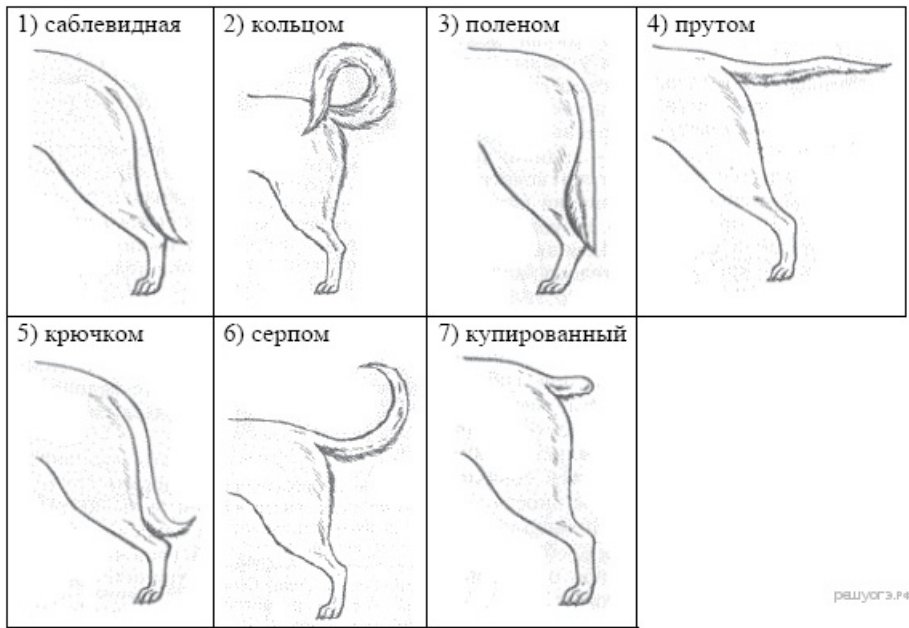 1) саблевидная
2) кольцом
3) поленом
4) прутом
5) крючком
6) серпом
7) купированный
решуогэ.рф